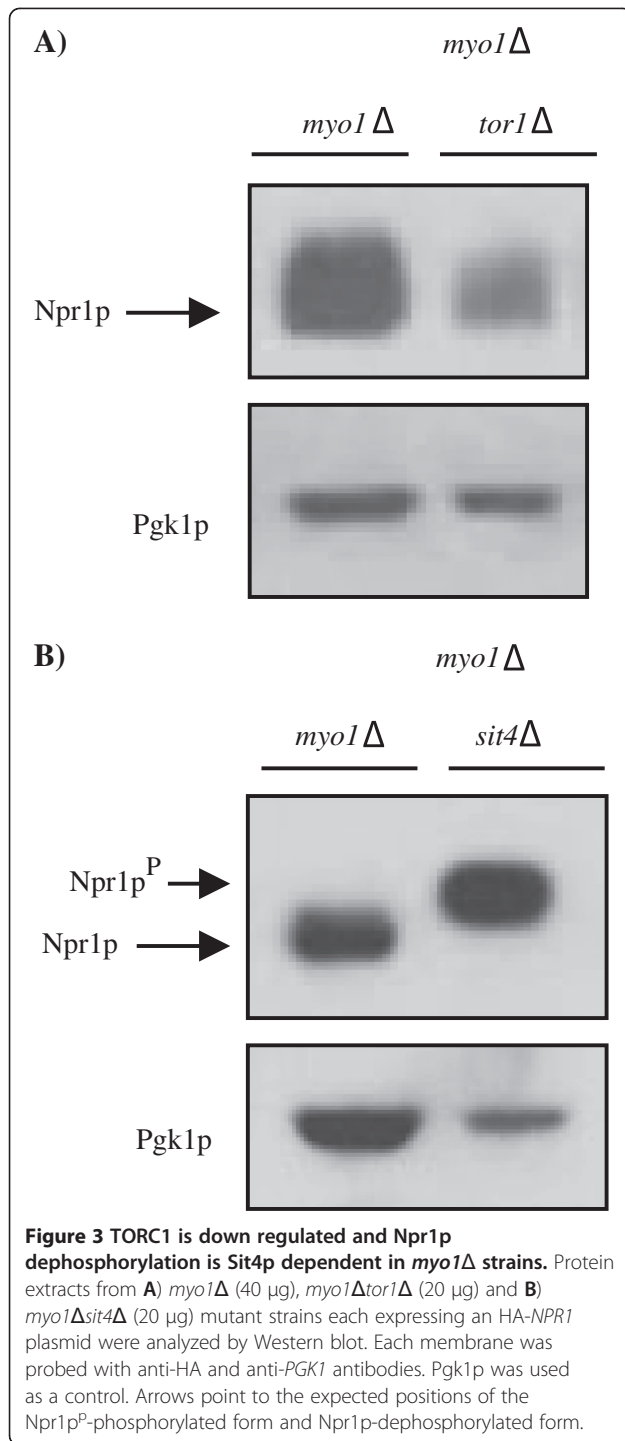 A)
myo1Δ
myo1Δ tor1Δ
Npr1p
Pgk1p
B)
myo1Δ
myo1Δ sit4Δ
Npr1pᴾ
Npr1p
Pgk1p
Figure 3 TORC1 is down regulated and Npr1p
dephosphorylation is Sit4p dependent in myo1Δ strains. Protein
extracts from A) myo1Δ (40 μg), myo1Δtor1Δ (20 μg) and B)
myo1Δsit4Δ (20 μg) mutant strains each expressing an HA-NPR1
plasmid were analyzed by Western blot. Each membrane was
probed with anti-HA and anti-PGK1 antibodies. Pgk1p was used
as a control. Arrows point to the expected positions of the
Npr1pᴾ-phosphorylated form and Npr1p-dephosphorylated form.